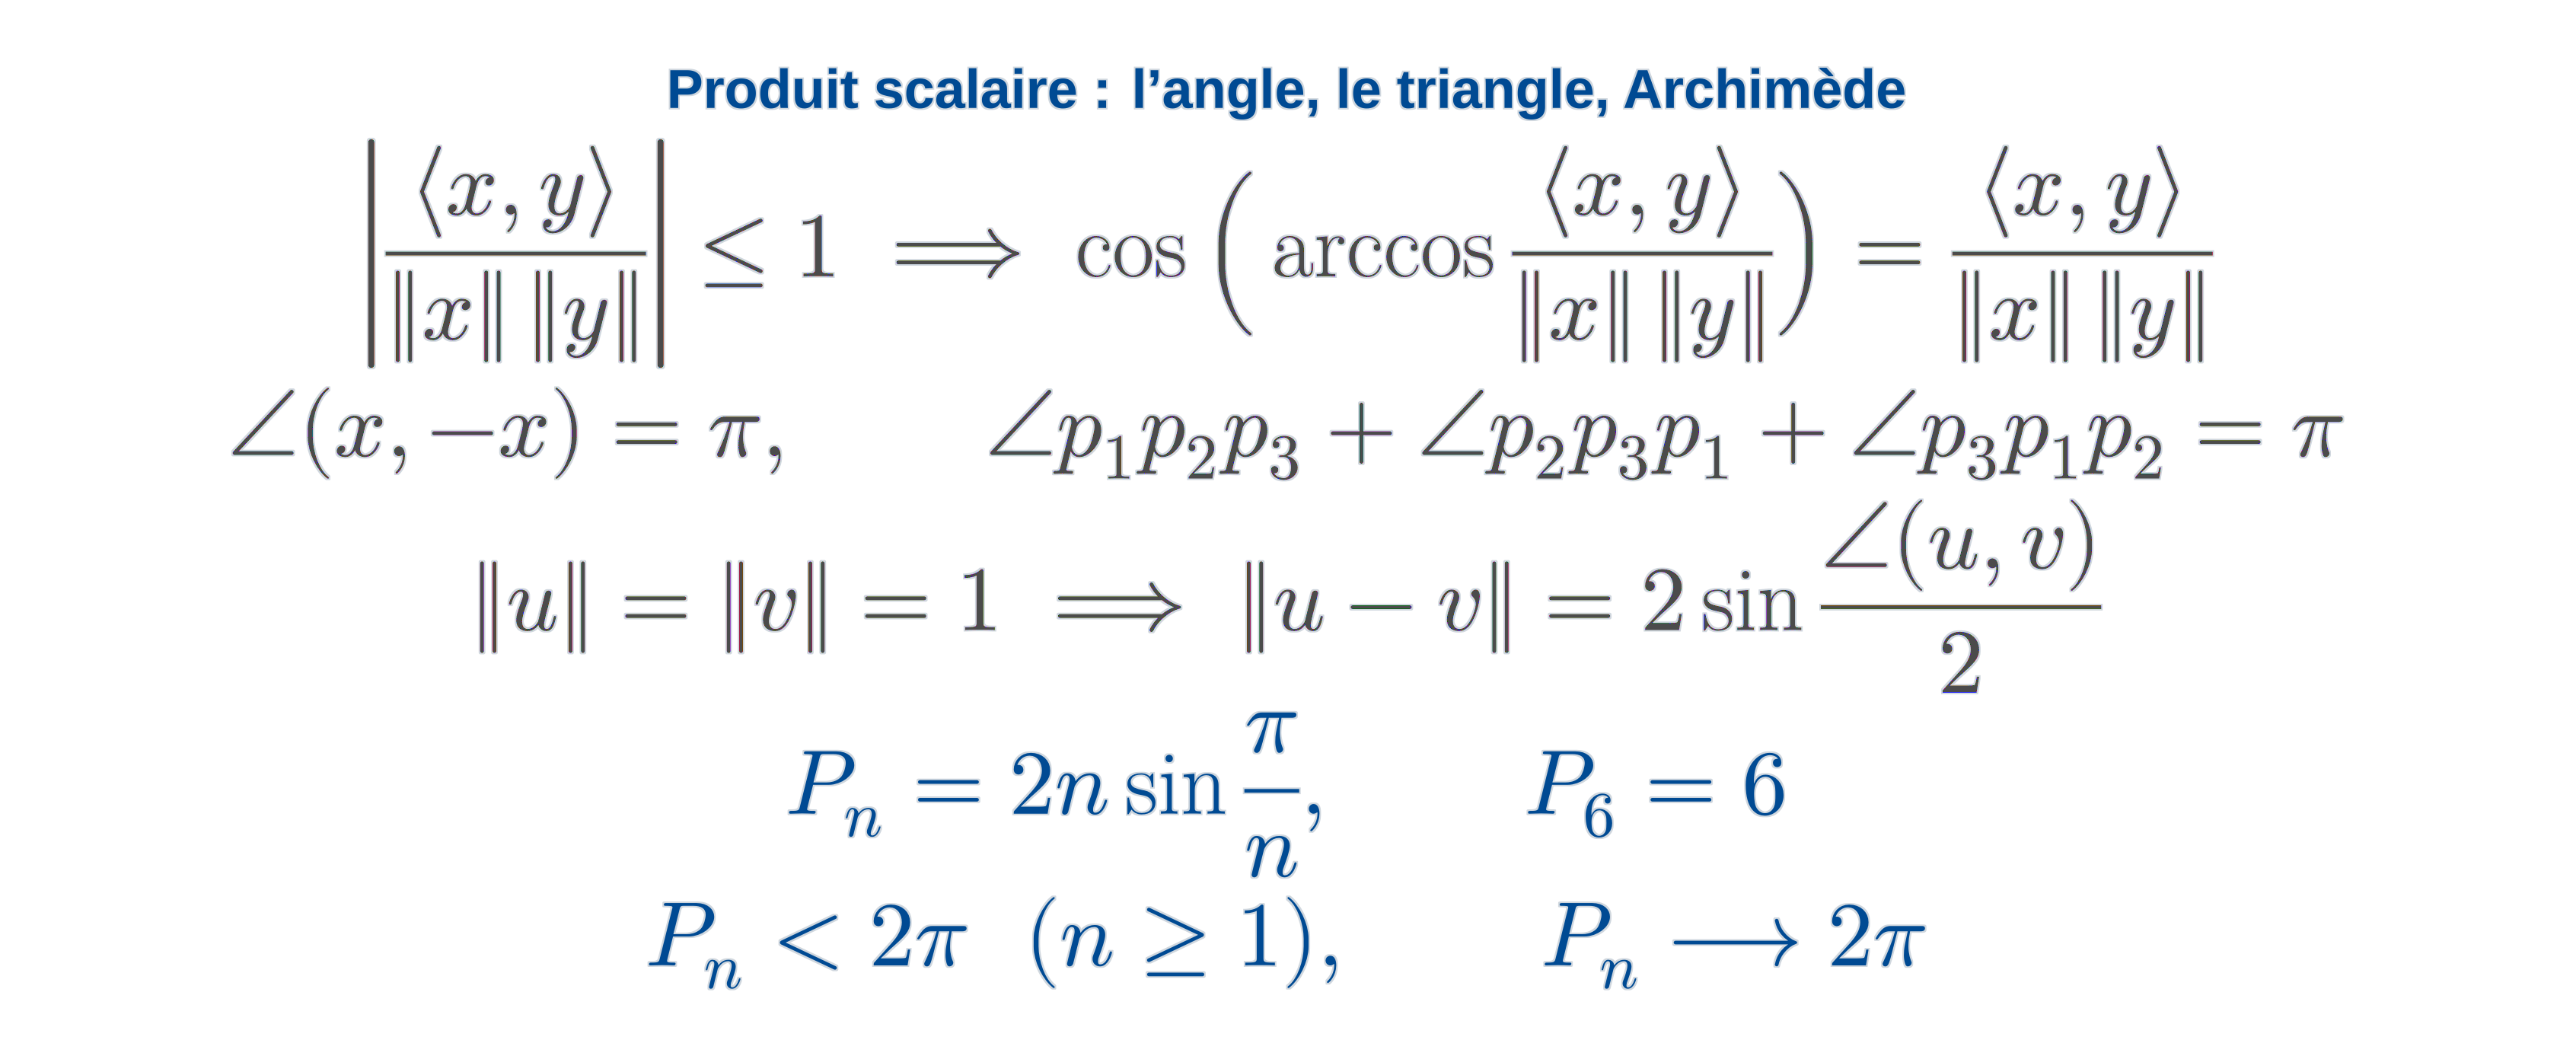 Produit scalaire : l’angle, le triangle, Archimède
|⟨x, y⟩ / ‖x‖ ‖y‖| ≤ 1 ⟹ cos ( arccos ⟨x, y⟩ / ‖x‖ ‖y‖ ) = ⟨x, y⟩ / ‖x‖ ‖y‖
∠(x, −x) = π, ∠p₁p₂p₃ + ∠p₂p₃p₁ + ∠p₃p₁p₂ = π
‖u‖ = ‖v‖ = 1 ⟹ ‖u − v‖ = 2 sin ∠(u, v) / 2
Pₙ = 2n sin π / n, P₆ = 6
Pₙ < 2π (n ≥ 1), Pₙ ⟶ 2π